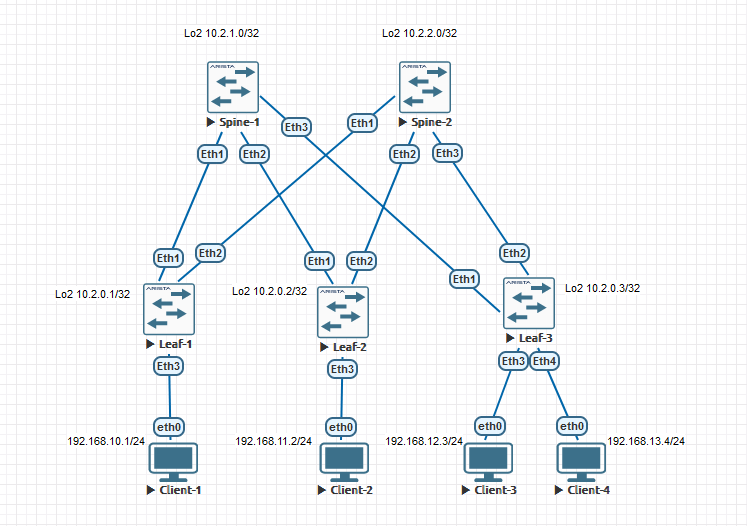 Lo2 10.2.1.0/32
Lo2 10.2.2.0/32
ARISTA
ARISTA
Spine-1
Spine-2
Eth3
Eth1
Eth1
Eth2
Eth2
Eth3
Eth1
Eth2
Eth1
Eth2
Eth2
Eth1
Lo2 10.2.0.1/32
ARISTA
Lo2 10.2.0.2/32
ARISTA
ARISTA
Lo2 10.2.0.3/32
Leaf-1
Leaf-2
Leaf-3
Eth3
Eth3
Eth3
Eth4
eth0
eth0
eth0
eth0
192.168.10.1/24
192.168.11.2/24
192.168.12.3/24
192.168.13.4/24
Client-1
Client-2
Client-3
Client-4